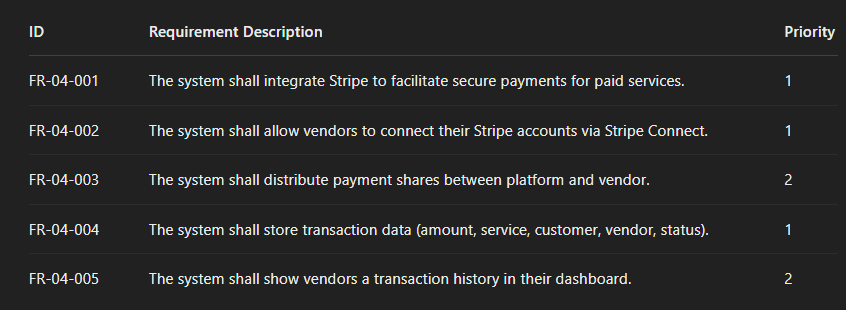 ID Requirement Description Priority
FR-04-001 The system shall integrate Stripe to facilitate secure payments for paid services. 1
FR-04-002 The system shall allow vendors to connect their Stripe accounts via Stripe Connect. 1
FR-04-003 The system shall distribute payment shares between platform and vendor. 2
FR-04-004 The system shall store transaction data (amount, service, customer, vendor, status). 1
FR-04-005 The system shall show vendors a transaction history in their dashboard. 2